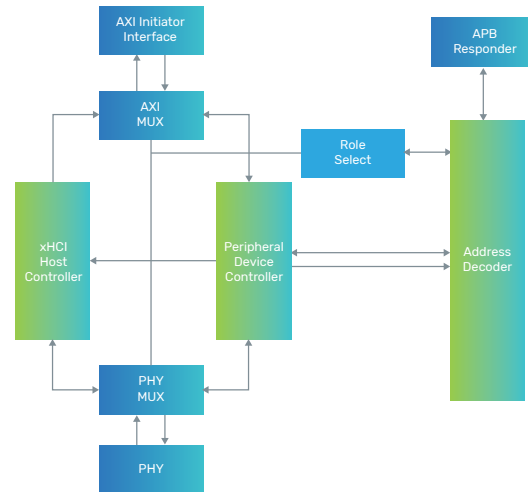 AXI Initiator
Interface
APB
Responder
AXI
MUX
Role
Select
xHCI
Host
Controller
Peripheral
Device
Controller
Address
Decoder
PHY
MUX
PHY